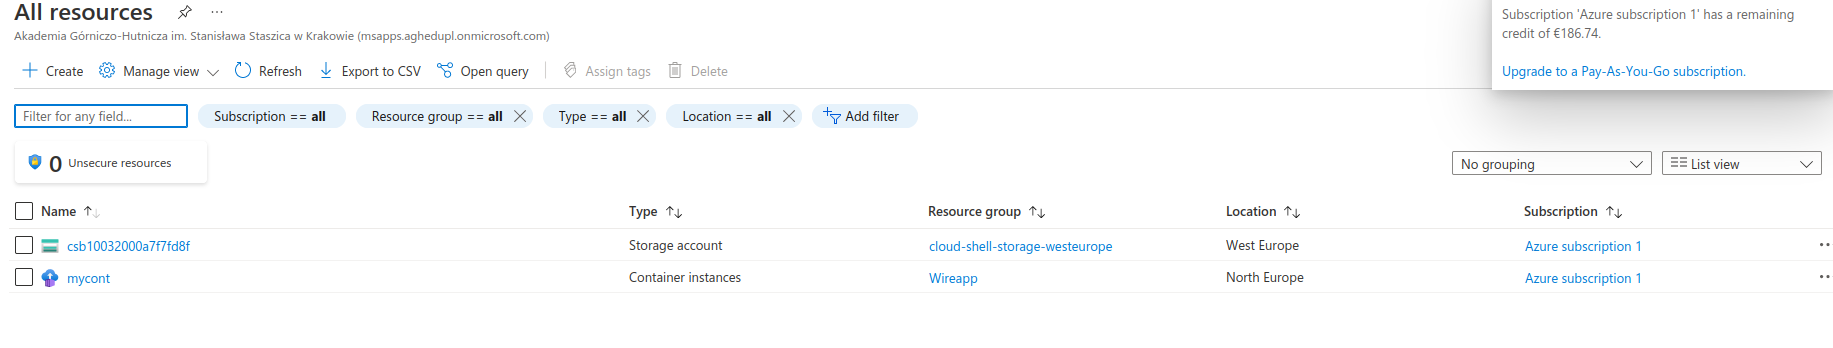 All resources ...
Akademia Górniczo-Hutnicza im. Stanisława Staszica w Krakowie (msapps.aghedupl.onmicrosoft.com)
Subscription 'Azure subscription 1' has a remaining
credit of €186.74.
Upgrade to a Pay-As-You-Go subscription.
Create Manage view Refresh Export to CSV Open query Assign tags Delete
Filter for any field... Subscription == all Resource group == all Type == all Location == all Add filter
0 Unsecure resources
No grouping List view
Name Type Resource group Location Subscription
csb10032000a7f7fd8f Storage account cloud-shell-storage-westeurope West Europe Azure subscription 1
mycont Container instances Wireapp North Europe Azure subscription 1